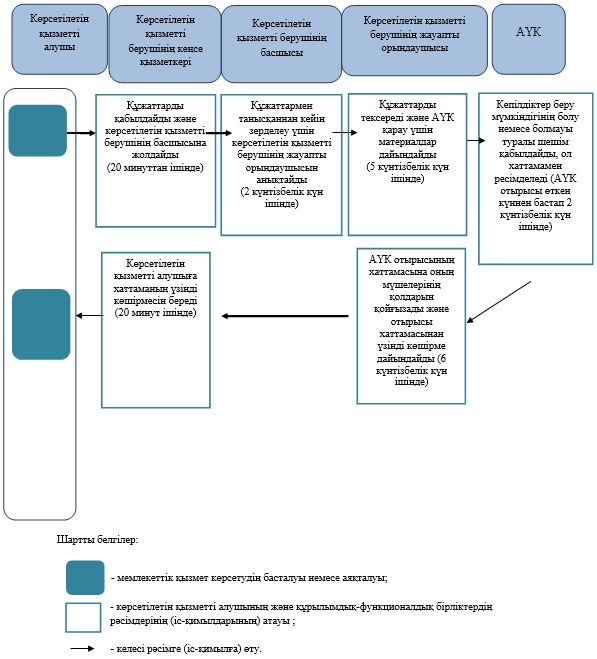 Көрсетілетін
қызметті
алушы
Көрсетілетін
қызметті
берушінің кеңсе
қызметкері
Көрсетілетін
қызметті берушінің
басшысы
Көрсетілетін қызметті
берушінің жауапты
орындаушысы
АҮК
Құжаттарды
қабылдайды және
көрсетілетін қызметті
берушінің басшысына
жолдайды
(20 минуттан ішінде)
Құжаттармен
танысқаннан кейін
зерделеу үшін
көрсетілетін қызметті
берушінің жауапты
орындаушысын
анықтайды
(2 күнтізбелік күн
ішінде)
Құжаттарды
тексереді және АҮК
қарау үшін
материалдар
дайындайды
(5 күнтізбелік күн
ішінде)
Кепілдіктер беру
мүмкіндігінің болу
немесе болмауы
туралы шешім
қабылдайды, ол
хаттамамен
ресімделеді (АҮК
отырысы өткен
күннен бастап 2
күнтізбелік күн
ішінде)
Көрсетілетін
қызметті алушыға
хаттаманың үзінді
көшірмесін береді
(20 минут ішінде)
АҮК отырысының
хаттамасына оның
мүшелерінің
қолдарын
қойғызады және
отырысы
хаттамасынан
үзінді көшірме
дайындайды (6
күнтізбелік күн
ішінде)
Шартты белгілер:
- мемлекеттік қызмет көрсетудің басталуы немесе аяқталуы;
- көрсетілетін қызметті алушының және құрылымдық-функционалдық бірліктердің
рәсімдерінің (іс-қимылдарының) атауы ;
- келесі рәсімге (іс-қимылға) өту.